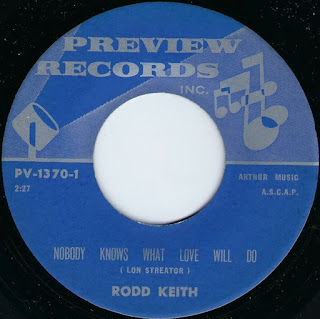 PREVIEW
RECORDS
INC.
PV-1370-1
2:27
ARTHUR MUSIC
A.S.C.A.P.
NOBODY KNOWS WHAT LOVE WILL DO
( LON STREATOR )
RODD KEITH